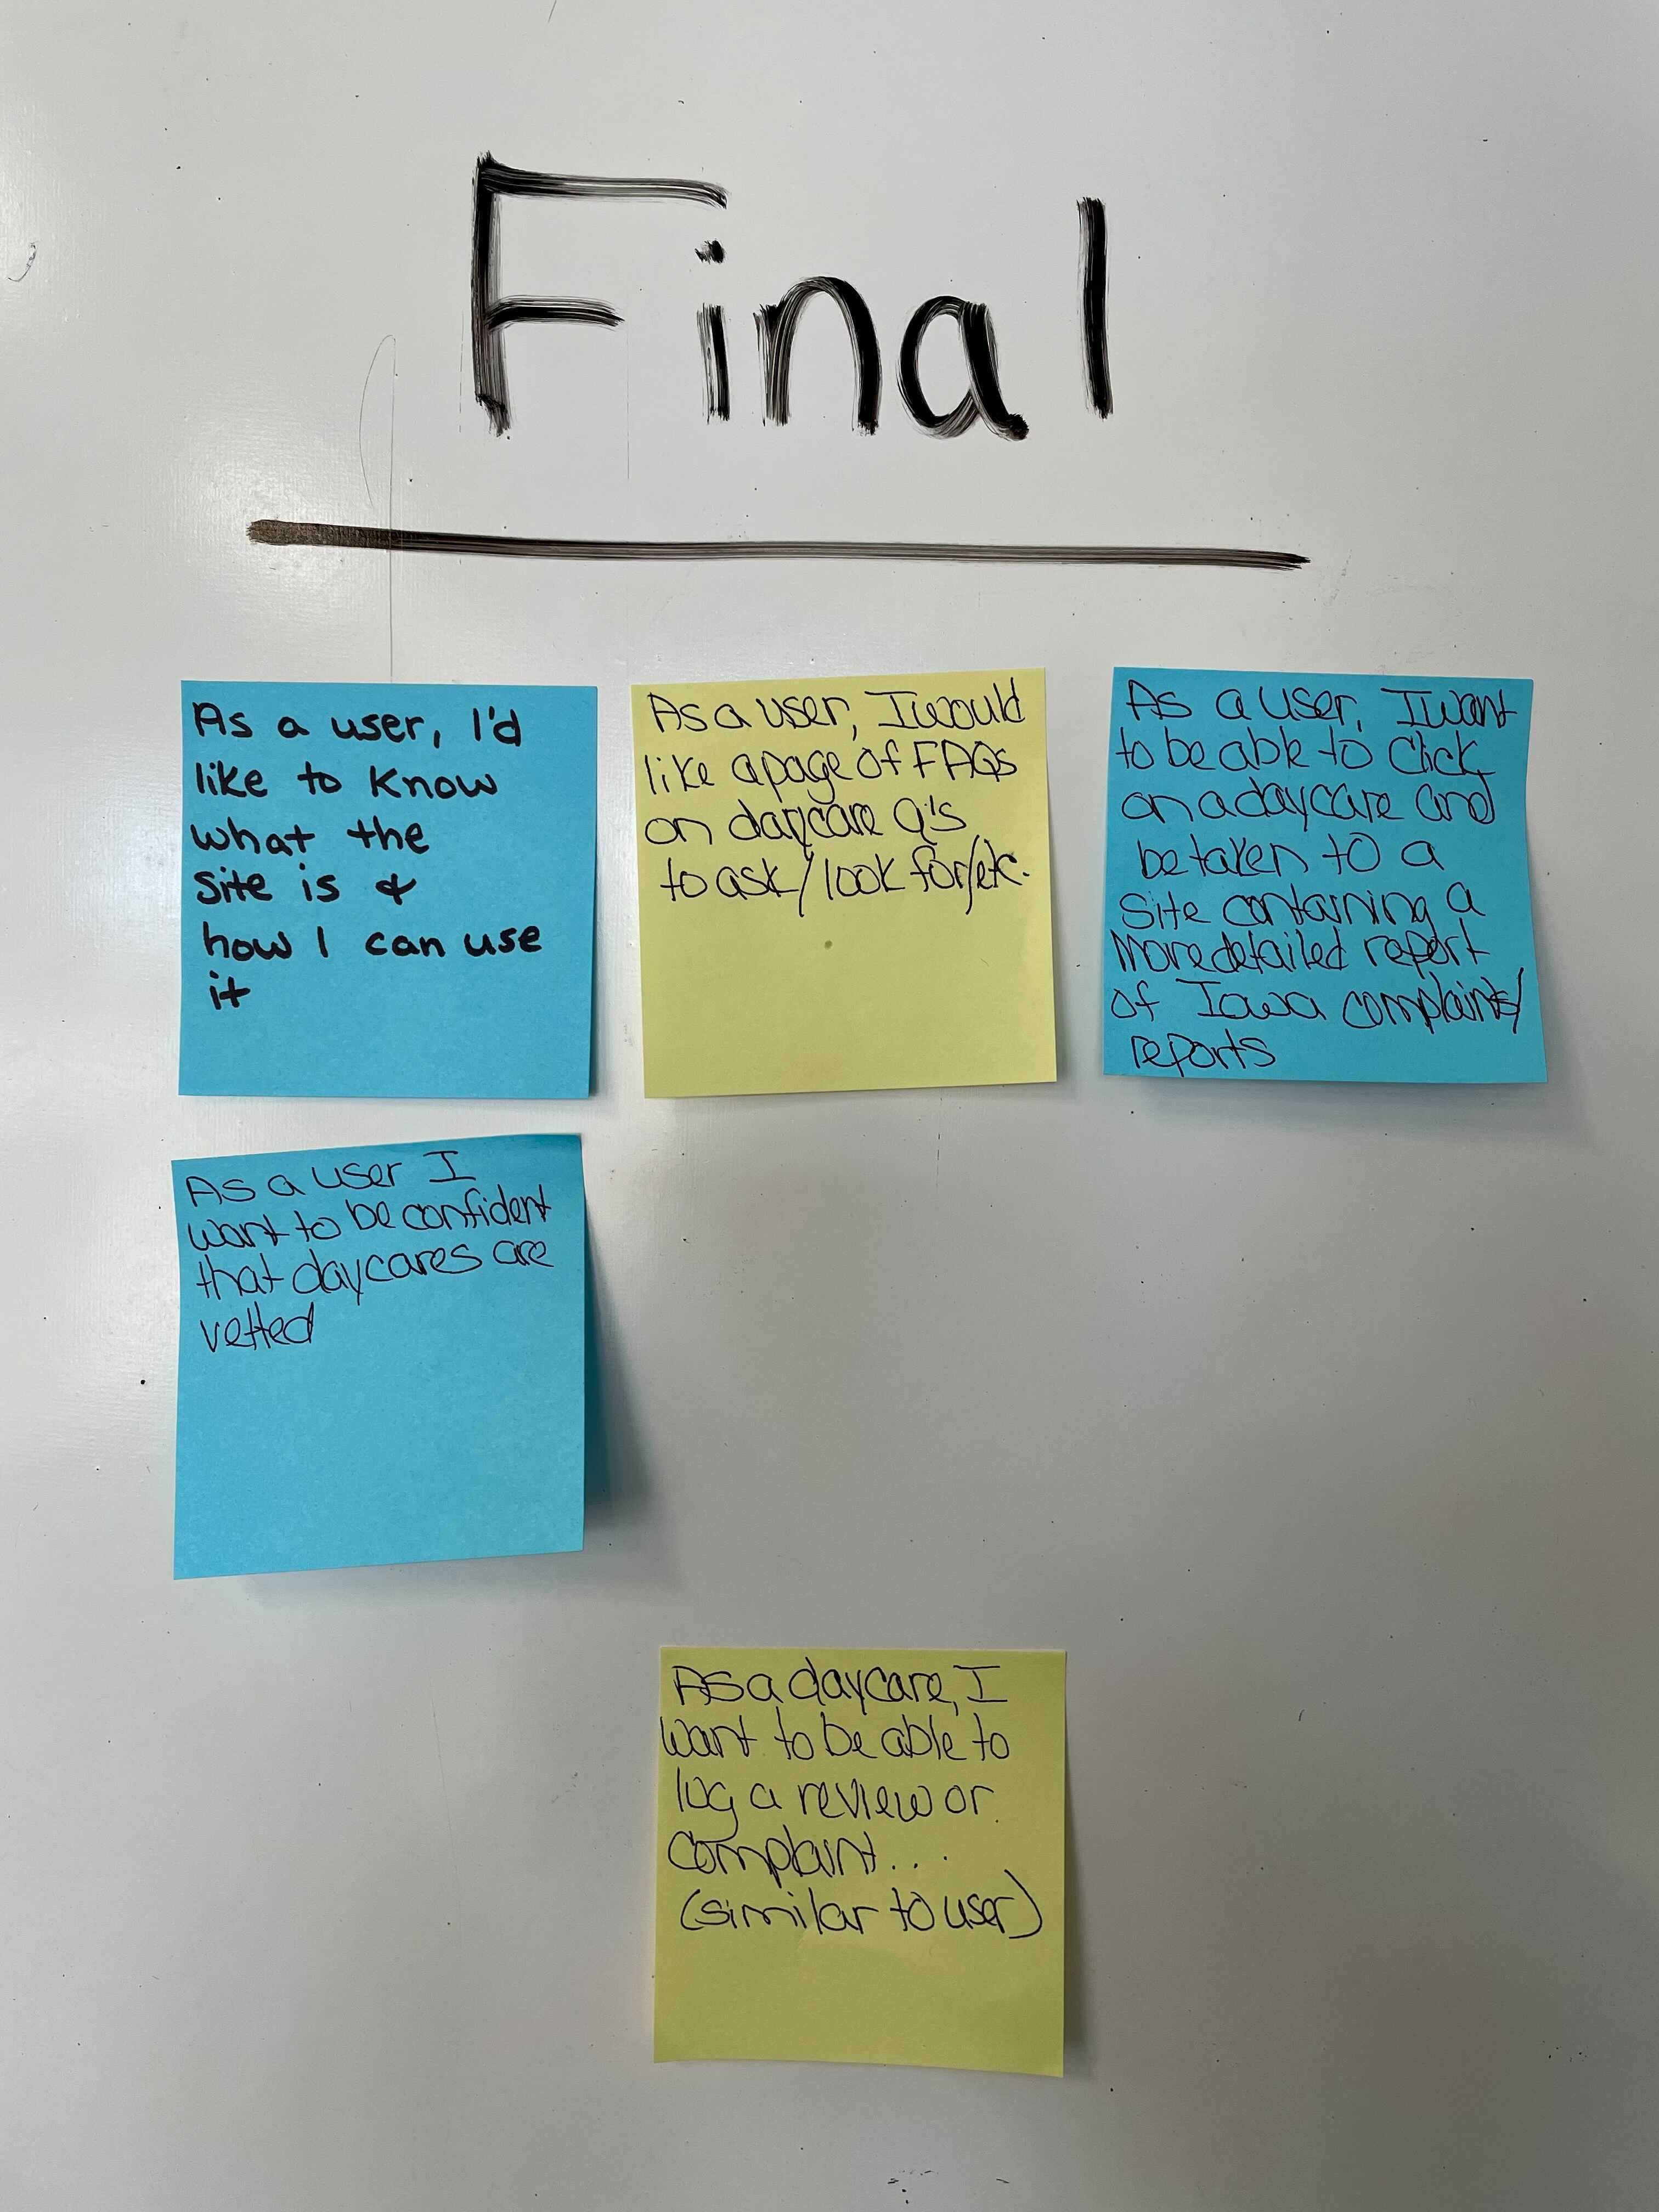 Final
As a user, I'd
like to know
what the
site is &
how I can use
it
As a user, I would
like a page of FAQs
on daycare Q's
to ask/look for/etc.
As a user, I want
to be able to click
on a daycare and
be taken to a
site containing a
more detailed report
of Iowa complaints/
reports
As a user I
want to be confident
that daycares are
vetted
As a daycare, I
want to be able to
log a review or
complaint...
(similar to user)